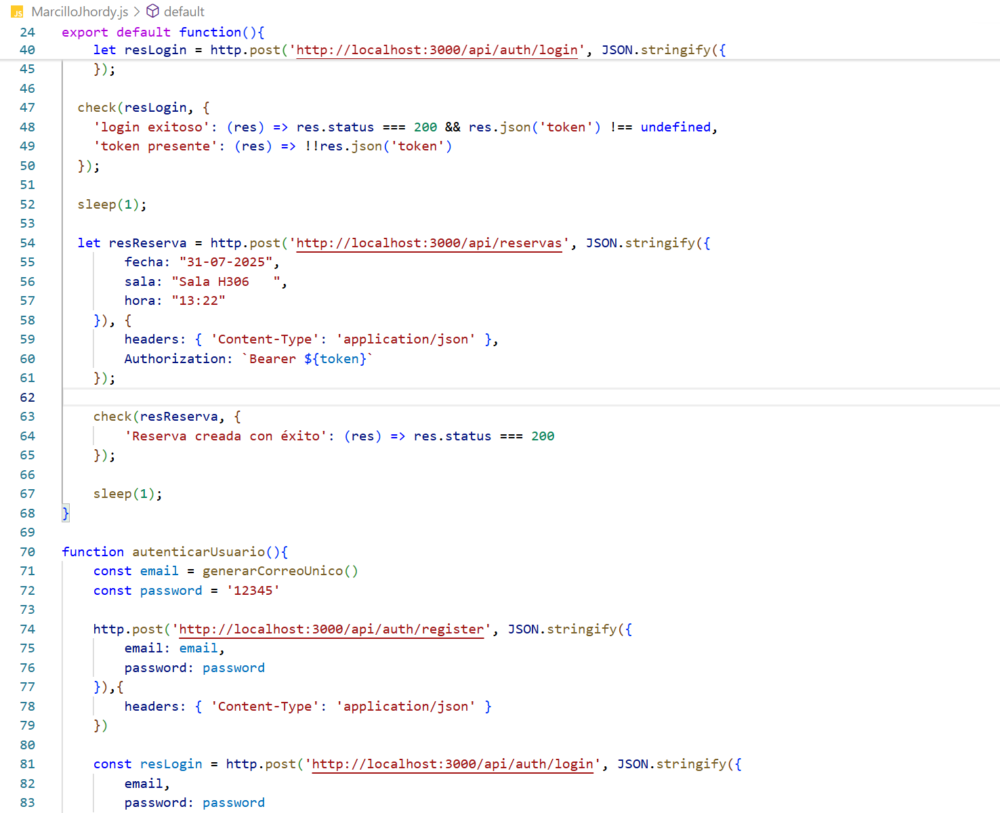 JS MarcilloJhordy.js > default
24 export default function(){
40 let resLogin = http.post('http://localhost:3000/api/auth/login', JSON.stringify({
45 });
46
47 check(resLogin, {
48 'login exitoso': (res) => res.status === 200 && res.json('token') !== undefined,
49 'token presente': (res) => !!res.json('token')
50 });
51
52 sleep(1);
53
54 let resReserva = http.post('http://localhost:3000/api/reservas', JSON.stringify({
55 fecha: "31-07-2025",
56 sala: "Sala H306   ",
57 hora: "13:22"
58 }), {
59 headers: { 'Content-Type': 'application/json' },
60 Authorization: `Bearer ${token}`
61 });
62
63 check(resReserva, {
64 'Reserva creada con éxito': (res) => res.status === 200
65 });
66
67 sleep(1);
68 }
69
70 function autenticarUsuario(){
71 const email = generarCorreoUnico()
72 const password = '12345'
73
74 http.post('http://localhost:3000/api/auth/register', JSON.stringify({
75 email: email,
76 password: password
77 }),{
78 headers: { 'Content-Type': 'application/json' }
79 })
80
81 const resLogin = http.post('http://localhost:3000/api/auth/login', JSON.stringify({
82 email,
83 password: password